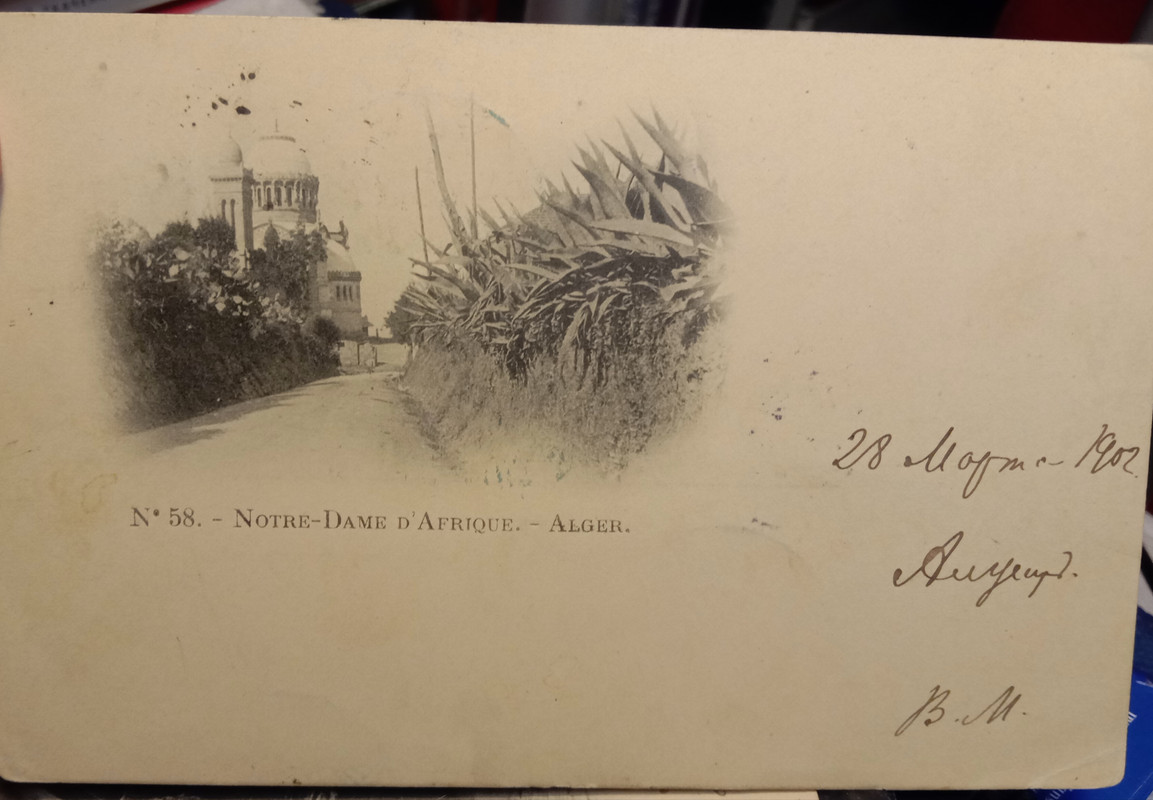 N° 58. - NOTRE-DAME D'AFRIQUE. - ALGER.
28 Марта 1902
Алжиръ.
В. М.